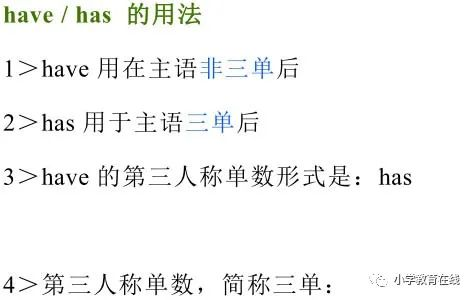 have / has 的用法
1＞have 用在主语非三单后
2＞has 用于主语三单后
3＞have 的第三人称单数形式是：has
4＞第三人称单数，简称三单：
小学教育在线